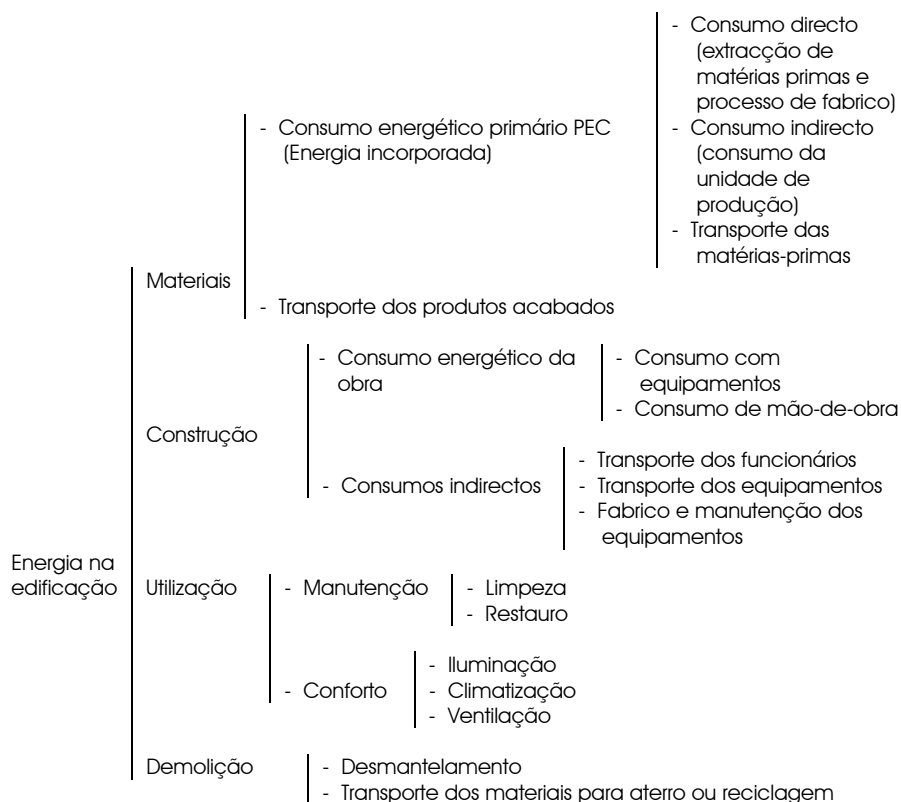 - Consumo directo
(extracção de
matérias primas e
processo de fabrico)
- Consumo energético primário PEC
(Energia incorporada)
- Consumo indirecto
(consumo da
unidade de
produção)
- Transporte das
matérias-primas
Materiais
- Transporte dos produtos acabados
- Consumo energético da
obra
- Consumo com
equipamentos
- Consumo de mão-de-obra
Construção
- Consumos indirectos
- Transporte dos funcionários
- Transporte dos equipamentos
- Fabrico e manutenção dos
equipamentos
Energia na
edificação
Utilização
- Manutenção
- Limpeza
- Restauro
- Conforto
- Iluminação
- Climatização
- Ventilação
Demolição
- Desmantelamento
- Transporte dos materiais para aterro ou reciclagem